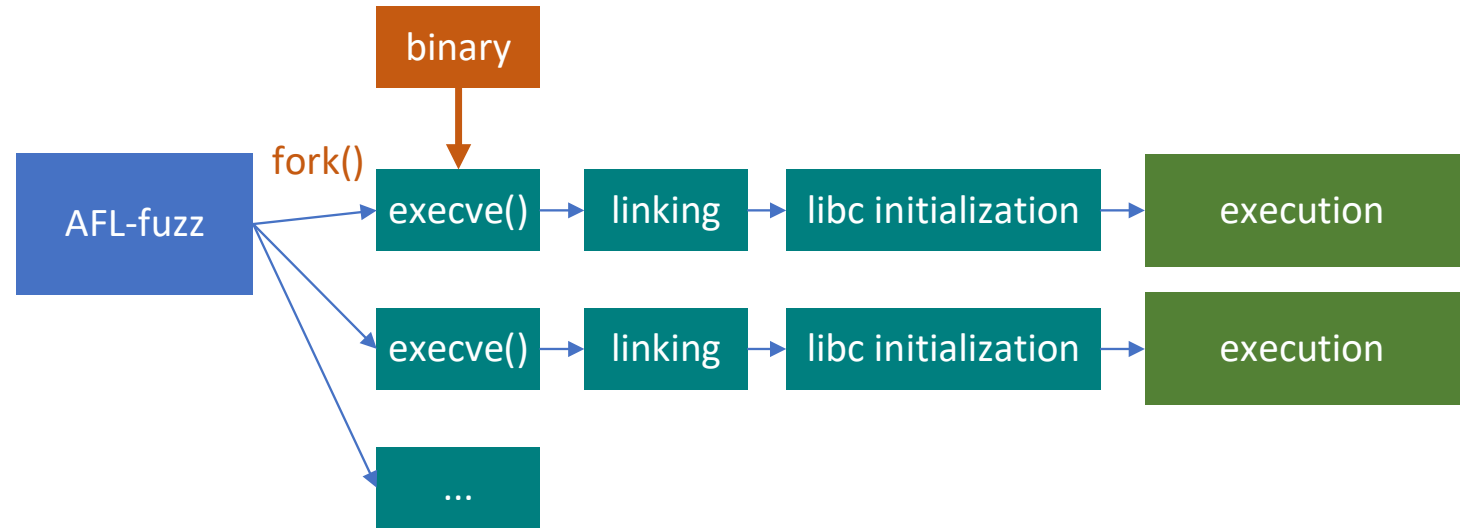 binary
fork()
AFL-fuzz
execve()
linking
libc initialization
execution
execve()
linking
libc initialization
execution
...